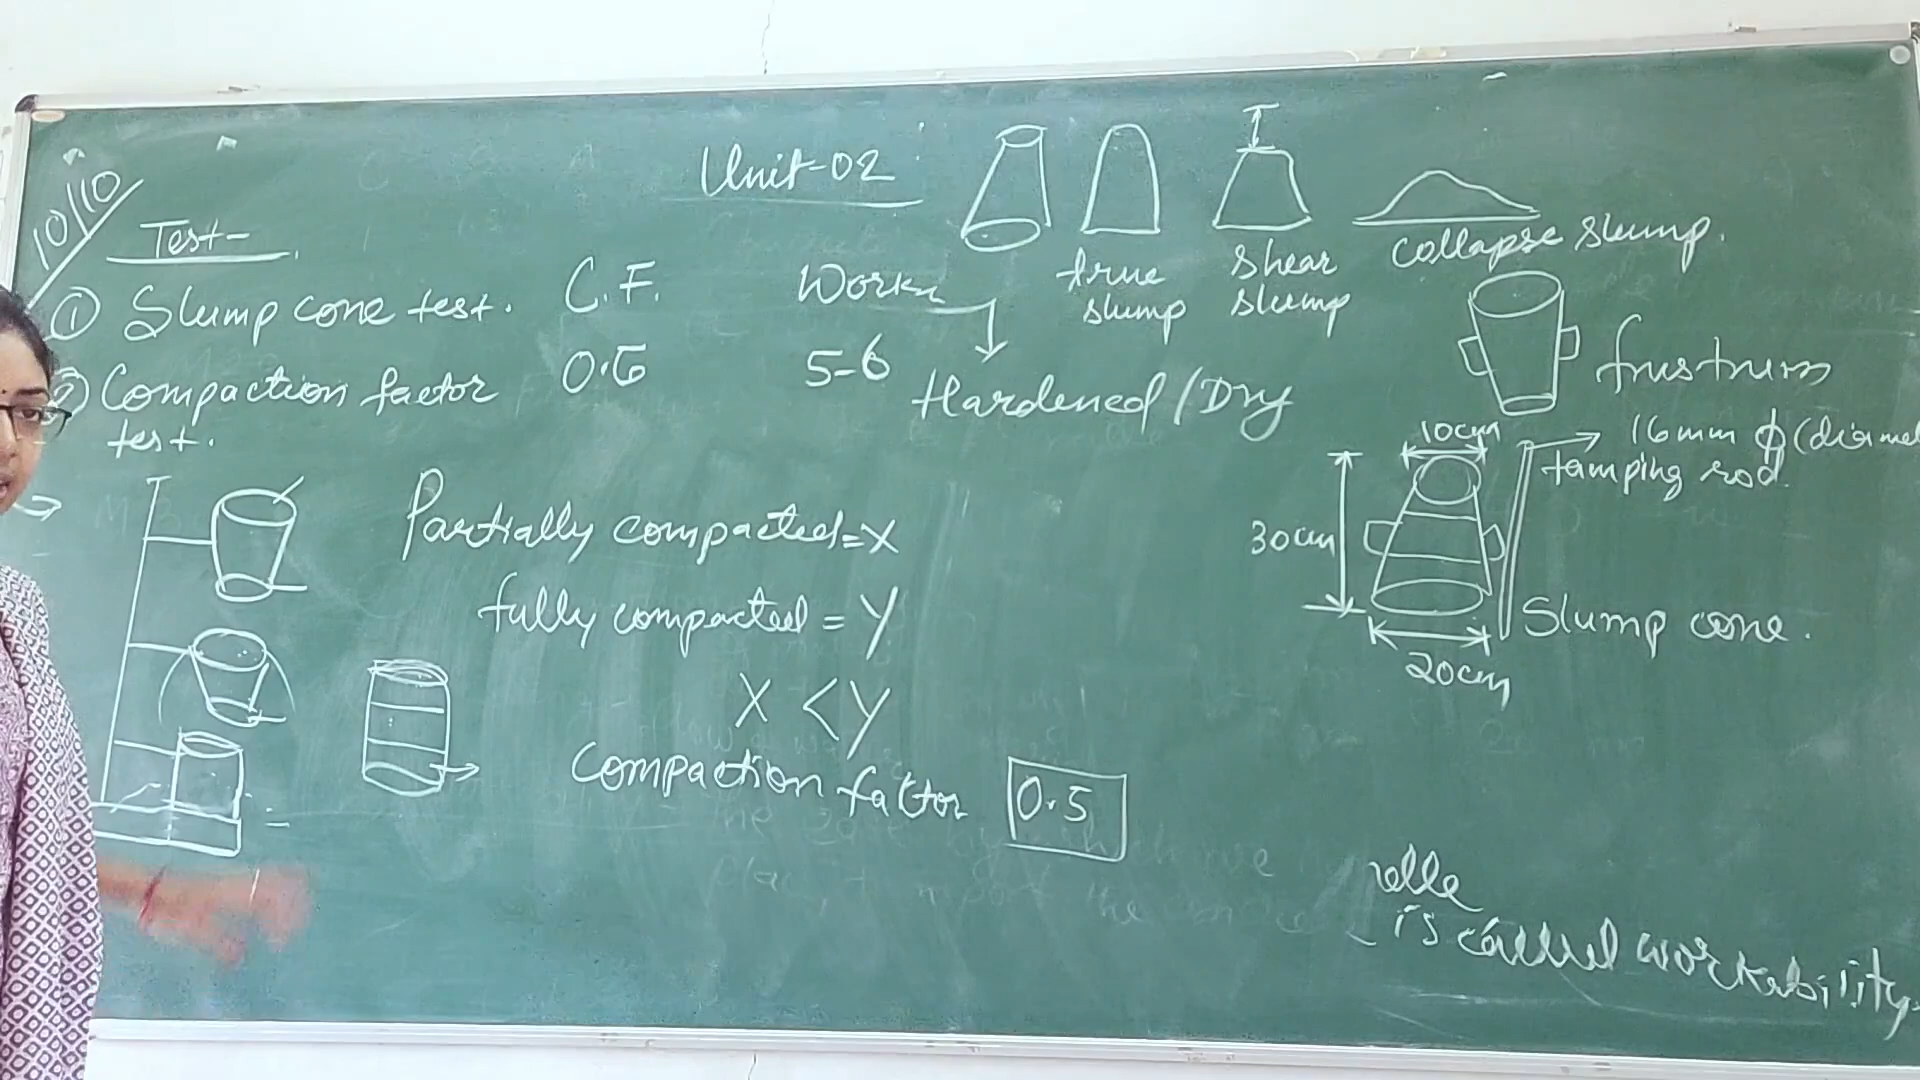 10/10
Unit-02
Test-
① Slump cone test.
② Compaction factor
test.
C.F.
0.6
5-6
Hardened/Dry
true
slump
shear
slump
collapse slump.
frustrum
10cm
16mm ϕ (diame
tamping rod.
30cm
Slump cone.
20cm
Partially compacted = X
fully compacted = Y
X < Y
Compaction factor 0.5
is called workability.